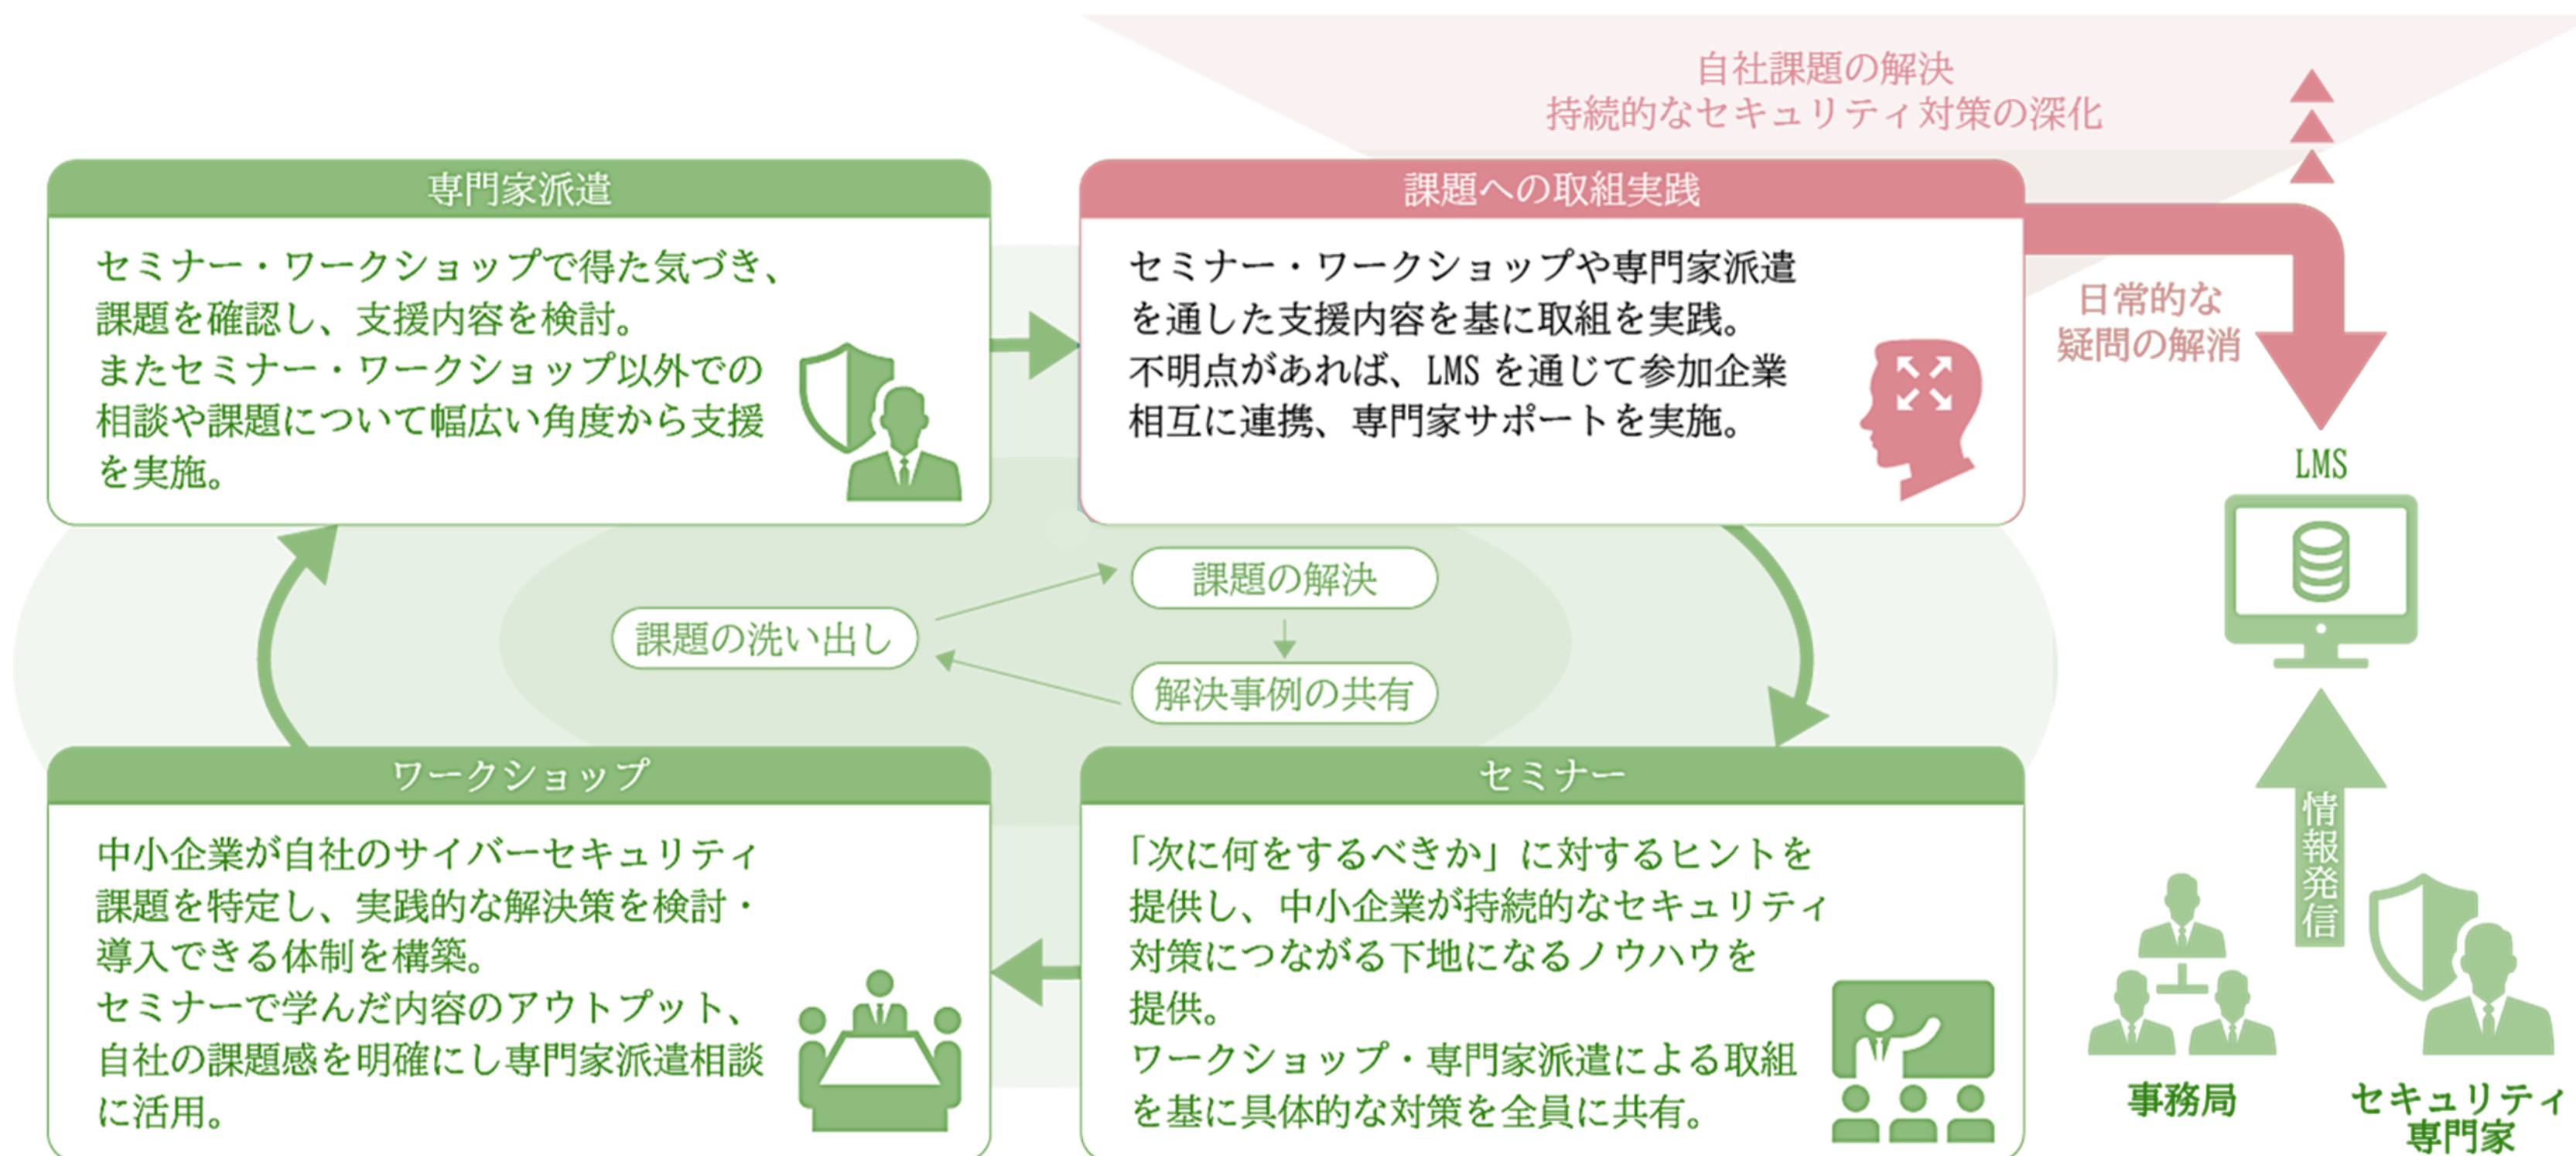 自社課題の解決
持続的なセキュリティ対策の深化
専門家派遣
セミナー・ワークショップで得た気づき、
課題を確認し、支援内容を検討。
またセミナー・ワークショップ以外での
相談や課題について幅広い角度から支援
を実施。
課題への取組実践
セミナー・ワークショップや専門家派遣
を通した支援内容を基に取組を実践。
不明点があれば、LMS を通じて参加企業
相互に連携、専門家サポートを実施。
日常的な
疑問の解消
LMS
課題の洗い出し
課題の解決
解決事例の共有
ワークショップ
中小企業が自社のサイバーセキュリティ
課題を特定し、実践的な解決策を検討・
導入できる体制を構築。
セミナーで学んだ内容のアウトプット、
自社の課題感を明確にし専門家派遣相談
に活用。
セミナー
「次に何をするべきか」に対するヒントを
提供し、中小企業が持続的なセキュリティ
対策につながる下地になるノウハウを
提供。
ワークショップ・専門家派遣による取組
を基に具体的な対策を全員に共有。
情報発信
事務局
セキュリティ
専門家